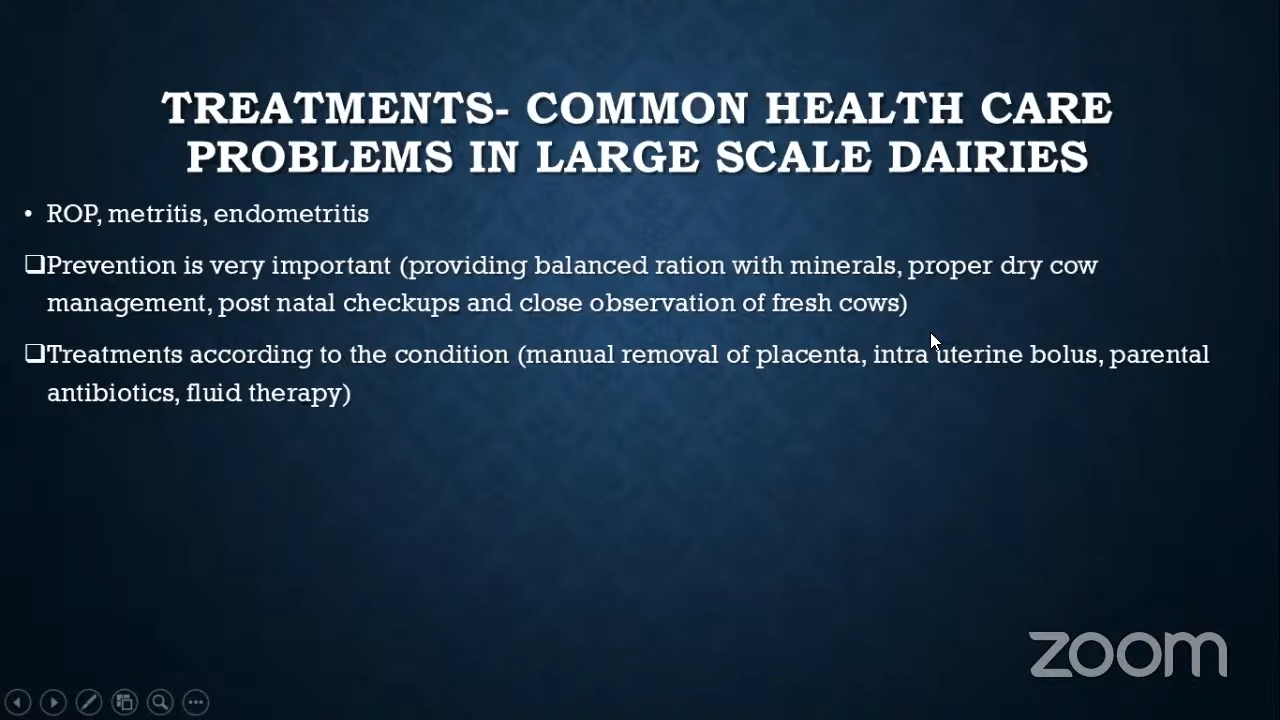 TREATMENTS- COMMON HEALTH CARE
PROBLEMS IN LARGE SCALE DAIRIES
• ROP, metritis, endometritis
❑Prevention is very important (providing balanced ration with minerals, proper dry cow
management, post natal checkups and close observation of fresh cows)
❑Treatments according to the condition (manual removal of placenta, intra uterine bolus, parental
antibiotics, fluid therapy)
zoom